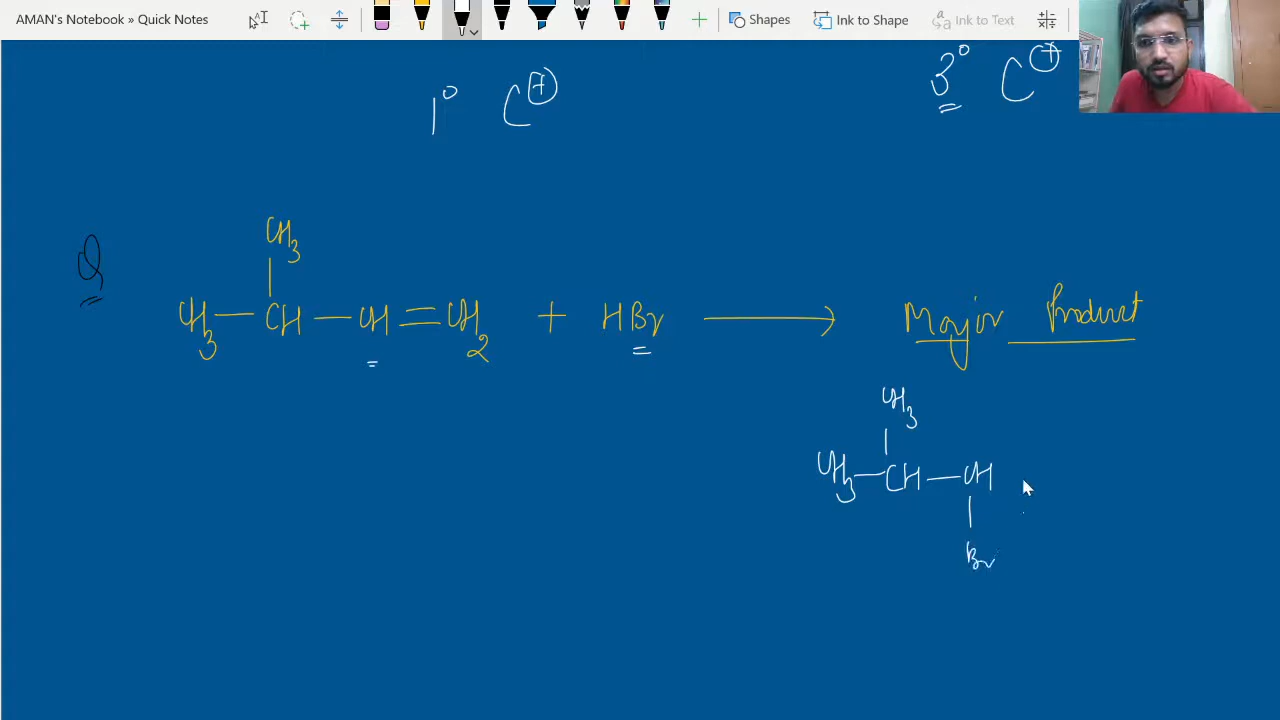 AMAN's Notebook » Quick Notes
Shapes
Ink to Shape
Ink to Text
1° C⊕
3° C⊕
Q
CH3
CH3—CH—CH=CH2 + HBr ⟶ Major Product
CH3
CH3—CH—CH
Br